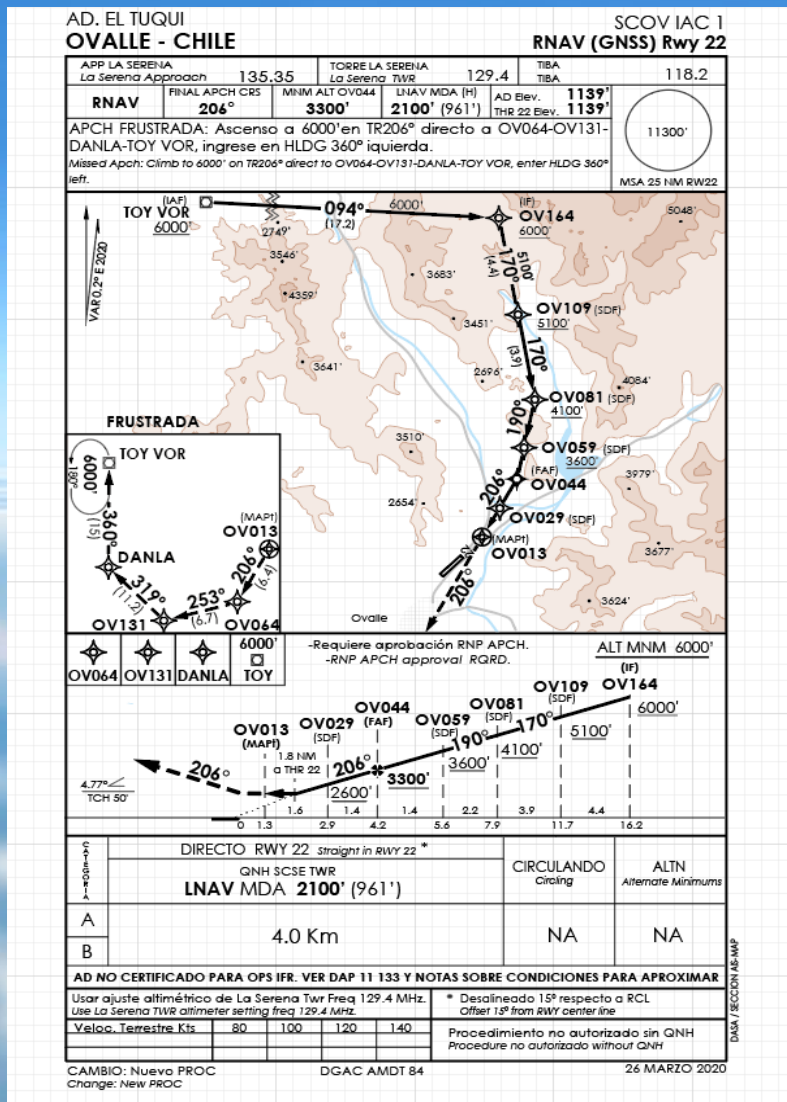 AD. EL TUQUI
SCOV IAC 1
OVALLE - CHILE
RNAV (GNSS) Rwy 22
APP LA SERENA
La Serena Approach 135.35
TORRE LA SERENA
La Serena TWR 129.4
TIBA
TIBA 118.2
RNAV
FINAL APCH CRS
206°
MNM ALT OV044
3300'
LNAV MDA (H)
2100' (961')
AD Elev. 1139'
THR 22 Elev. 1139'
APCH FRUSTRADA: Ascenso a 6000'en TR206° directo a OV064-OV131-
DANLA-TOY VOR, ingrese en HLDG 360° iquierda.
Missed Apch: Climb to 6000' on TR206° direct to OV064-OV131-DANLA-TOY VOR, enter HLDG 360°
left.
11300'
MSA 25 NM RW22
(IAF)
TOY VOR
6000'
094°
(17.2)
6000'
(IF)
OV164
6000'
5048'
2749'
3546'
4359'
3683'
3451'
3641'
2696'
4084'
VAR 0,2° E 2020
5100'
170°
(4.4)
OV109 (SDF)
5100'
170°
(3.9)
OV081 (SDF)
4100'
190°
OV059 (SDF)
3600'
(FAF)
OV044
206°
OV029 (SDF)
(MAPt)
OV013
206°
3510'
2654'
3979'
3677'
3624'
Ovalle
FRUSTRADA
TOY VOR
6000'
180°
360°
(15)
DANLA
319°
(11.2)
OV131
253°
(6.7)
OV064
206°
(6.4)
(MAPt)
OV013
OV064
OV131
DANLA
6000'
TOY
-Requiere aprobación RNP APCH.
-RNP APCH approval RQRD.
ALT MNM 6000'
(IF)
OV164
6000'
OV109
(SDF)
5100'
OV081
(SDF)
4100'
OV059
(SDF)
3600'
OV044
(FAF)
3300'
OV029
(SDF)
2600'
OV013
(MAPt)
1.8 NM
a THR 22
206°
206°
190°
170°
4.77°
TCH 50'
1.6 1.4 1.4 2.2 3.9 4.4
0 1.3 2.9 4.2 5.6 7.9 11.7 16.2
CATEGORIA
DIRECTO RWY 22 Straight in RWY 22 *
QNH SCSE TWR
LNAV MDA 2100' (961')
CIRCULANDO
Circling
ALTN
Alternate Minimums
A
B
4.0 Km
NA
NA
AD NO CERTIFICADO PARA OPS IFR. VER DAP 11 133 Y NOTAS SOBRE CONDICIONES PARA APROXIMAR
Usar ajuste altimétrico de La Serena Twr Freq 129.4 MHz.
Use La Serena TWR altimeter setting freq 129.4 MHz.
* Desalineado 15º respecto a RCL
Offset 15º from RWY center line
Veloc. Terrestre Kts 80 100 120 140
Procedimiento no autorizado sin QNH
Procedure no autorizado without QNH
DASA / SECCION AIS-MAP
CAMBIO: Nuevo PROC
Change: New PROC
DGAC AMDT 84
26 MARZO 2020